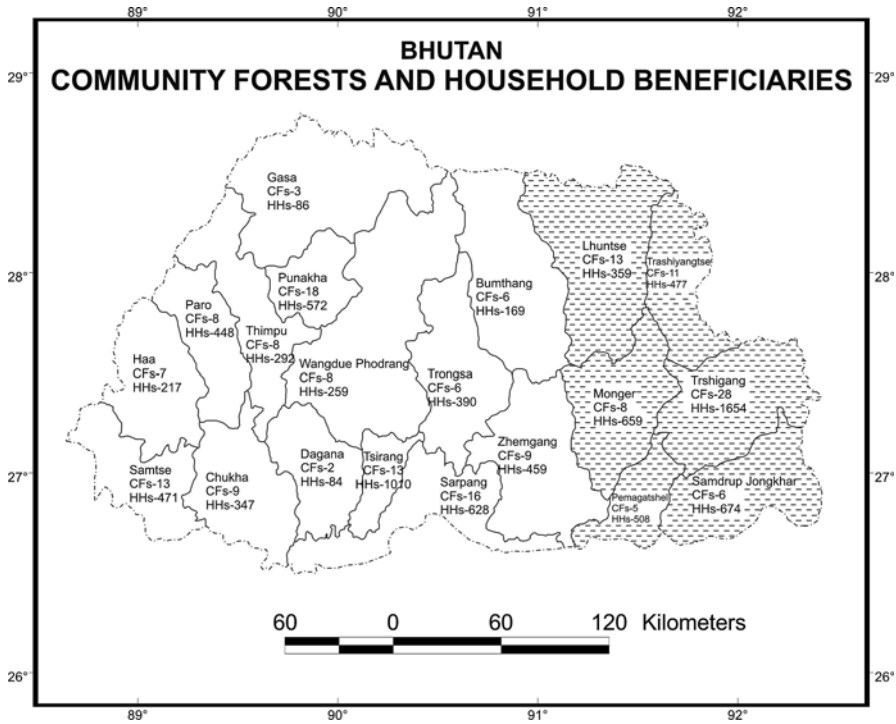 89°
90°
91°
92°
BHUTAN
COMMUNITY FORESTS AND HOUSEHOLD BENEFICIARIES
29°
29°
Gasa
CFs-3
HHs-86
Punakha
CFs-18
HHs-572
Lhuntse
CFs-13
HHs-359
Trashiyangtse
CFs-11
HHs-477
28°
28°
Bumthang
CFs-6
HHs-169
Paro
CFs-8
HHs-448
Thimpu
CFs-8
HHs-292
Haa
CFs-7
HHs-217
Wangdue Phodrang
CFs-8
HHs-259
Trongsa
CFs-6
HHs-390
Monger
CFs-8
HHs-659
Trshigang
CFs-28
HHs-1654
Zhemgang
CFs-9
HHs-459
Dagana
CFs-2
HHs-84
Tsirang
CFs-13
HHs-1010
27°
27°
Samtse
CFs-13
HHs-471
Chukha
CFs-9
HHs-347
Sarpang
CFs-16
HHs-628
Pemagatshel
CFs-5
HHs-508
Samdrup Jongkhar
CFs-6
HHs-674
60 0 60 120 Kilometers
26°
26°
89°
90°
91°
92°